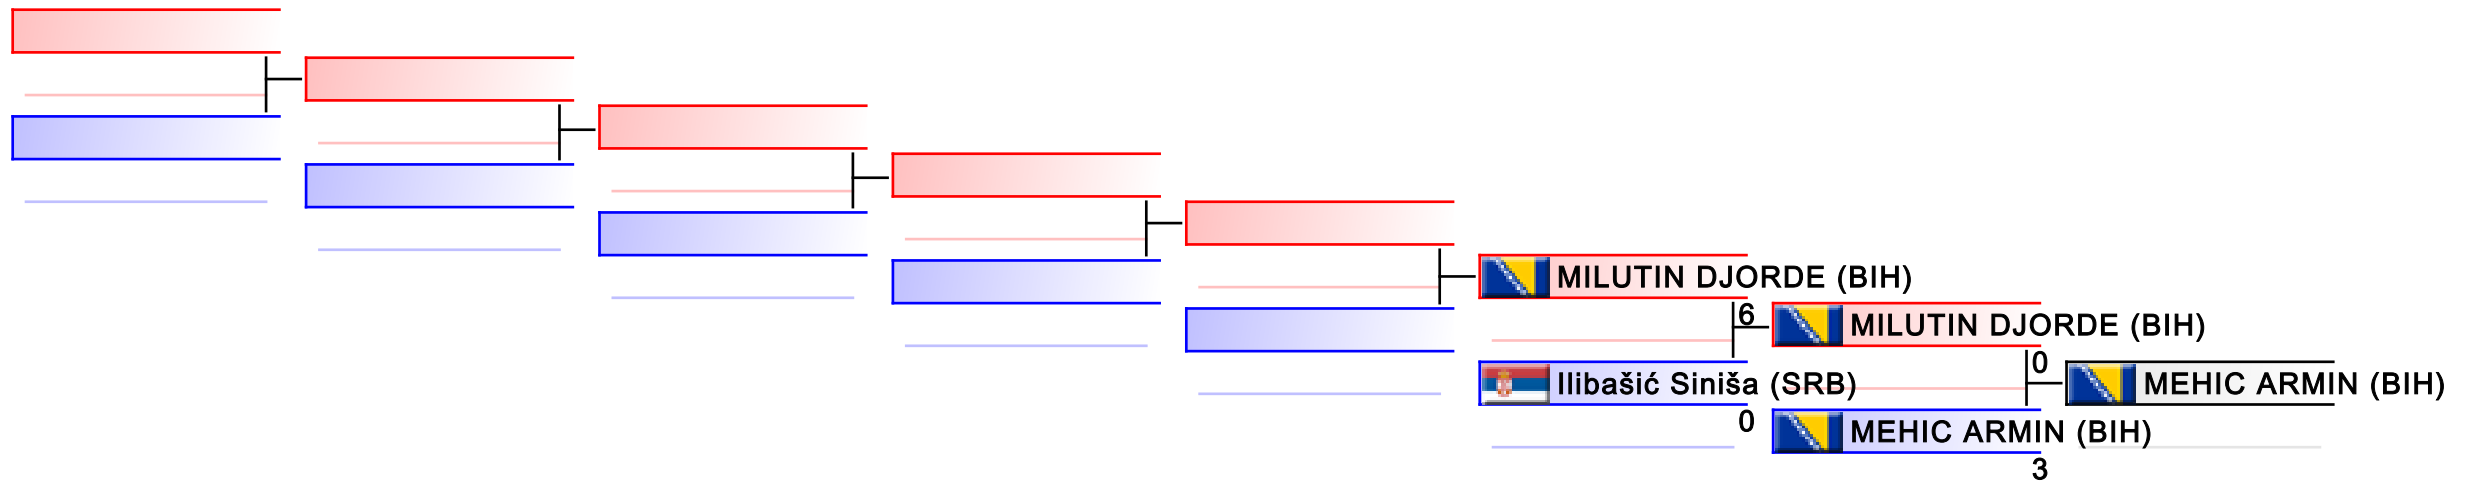 MILUTIN DJORDE (BIH)
6
MILUTIN DJORDE (BIH)
0
Ilibašić Siniša (SRB)
MEHIC ARMIN (BIH)
0
MEHIC ARMIN (BIH)
3